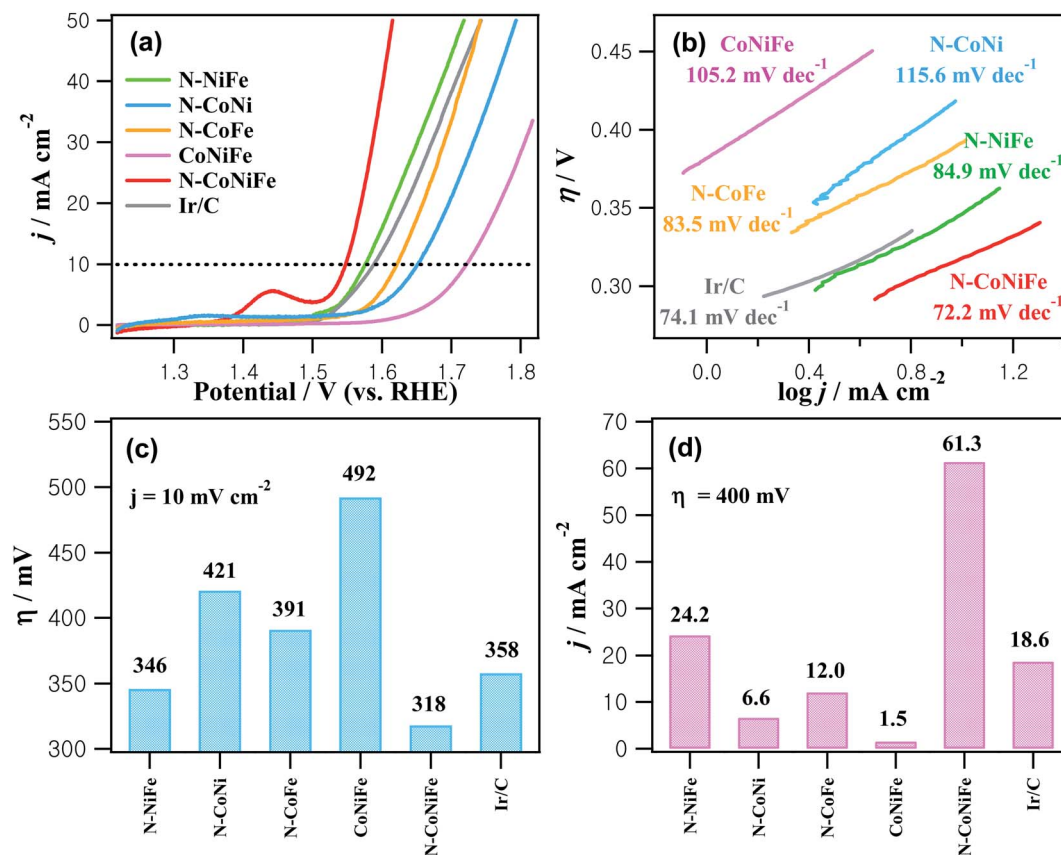 (a)
N-NiFe
N-CoNi
N-CoFe
CoNiFe
N-CoNiFe
Ir/C
j / mA cm⁻²
50
40
30
20
10
0
1.3 1.4 1.5 1.6 1.7 1.8
Potential / V (vs. RHE)
(b)
CoNiFe
105.2 mV dec⁻¹
N-CoNi
115.6 mV dec⁻¹
N-NiFe
84.9 mV dec⁻¹
N-CoFe
83.5 mV dec⁻¹
Ir/C
74.1 mV dec⁻¹
N-CoNiFe
72.2 mV dec⁻¹
η / V
0.45
0.40
0.35
0.30
0.0 0.4 0.8 1.2
log j / mA cm⁻²
(c)
j = 10 mV cm⁻²
η / mV
550
500
450
400
350
300
346
421
391
492
318
358
N-NiFe
N-CoNi
N-CoFe
CoNiFe
N-CoNiFe
Ir/C
(d)
η = 400 mV
j / mA cm⁻²
70
60
50
40
30
20
10
0
24.2
6.6
12.0
1.5
61.3
18.6
N-NiFe
N-CoNi
N-CoFe
CoNiFe
N-CoNiFe
Ir/C